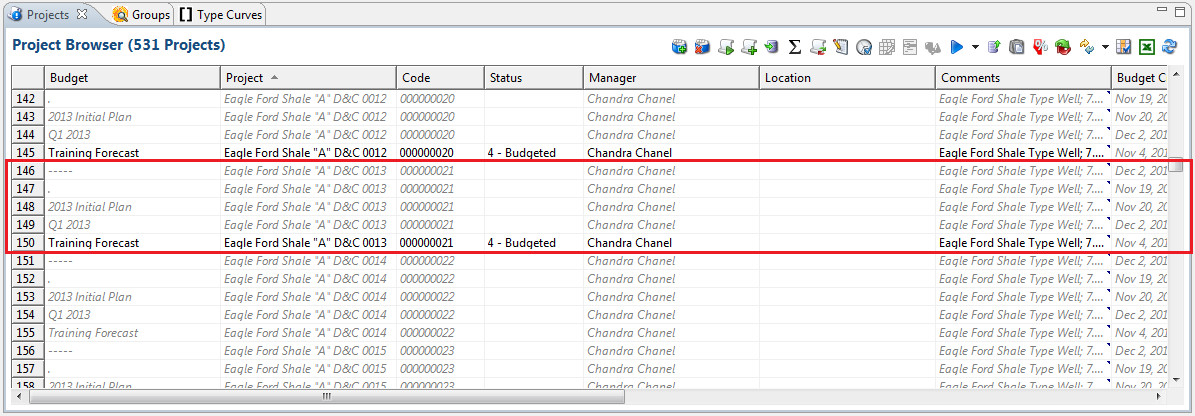 Projects Groups [] Type Curves
Project Browser (531 Projects)
Budget Project Code Status Manager Location Comments Budget C
142 . Eagle Ford Shale "A" D&C 0012 000000020 Chandra Chanel Eagle Ford Shale Type Well; 7.... Nov 19, 20
143 2013 Initial Plan Eagle Ford Shale "A" D&C 0012 000000020 Chandra Chanel Eagle Ford Shale Type Well; 7.... Nov 20, 20
144 Q1 2013 Eagle Ford Shale "A" D&C 0012 000000020 Chandra Chanel Eagle Ford Shale Type Well; 7.... Dec 2, 201
145 Training Forecast Eagle Ford Shale "A" D&C 0012 000000020 4 - Budgeted Chandra Chanel Eagle Ford Shale Type Well; 7.... Nov 4, 201
146 ----- Eagle Ford Shale "A" D&C 0013 000000021 Chandra Chanel Eagle Ford Shale Type Well; 7.... Dec 2, 201
147 . Eagle Ford Shale "A" D&C 0013 000000021 Chandra Chanel Eagle Ford Shale Type Well; 7.... Nov 19, 20
148 2013 Initial Plan Eagle Ford Shale "A" D&C 0013 000000021 Chandra Chanel Eagle Ford Shale Type Well; 7.... Nov 20, 20
149 Q1 2013 Eagle Ford Shale "A" D&C 0013 000000021 Chandra Chanel Eagle Ford Shale Type Well; 7.... Dec 2, 201
150 Training Forecast Eagle Ford Shale "A" D&C 0013 000000021 4 - Budgeted Chandra Chanel Eagle Ford Shale Type Well; 7.... Nov 4, 201
151 ----- Eagle Ford Shale "A" D&C 0014 000000022 Chandra Chanel Eagle Ford Shale Type Well; 7.... Dec 2, 201
152 . Eagle Ford Shale "A" D&C 0014 000000022 Chandra Chanel Eagle Ford Shale Type Well; 7.... Nov 19, 20
153 2013 Initial Plan Eagle Ford Shale "A" D&C 0014 000000022 Chandra Chanel Eagle Ford Shale Type Well; 7.... Nov 20, 20
154 Q1 2013 Eagle Ford Shale "A" D&C 0014 000000022 Chandra Chanel Eagle Ford Shale Type Well; 7.... Dec 2, 201
155 Training Forecast Eagle Ford Shale "A" D&C 0014 000000022 Chandra Chanel Eagle Ford Shale Type Well; 7.... Nov 4, 201
156 ----- Eagle Ford Shale "A" D&C 0015 000000023 Chandra Chanel Eagle Ford Shale Type Well; 7.... Dec 2, 201
157 . Eagle Ford Shale "A" D&C 0015 000000023 Chandra Chanel Eagle Ford Shale Type Well; 7.... Nov 19, 20
158 2013 Initial Plan Eagle Ford Shale "A" D&C 0015 000000023 Chandra Chanel Eagle Ford Shale Type Well; 7.... Nov 20, 20